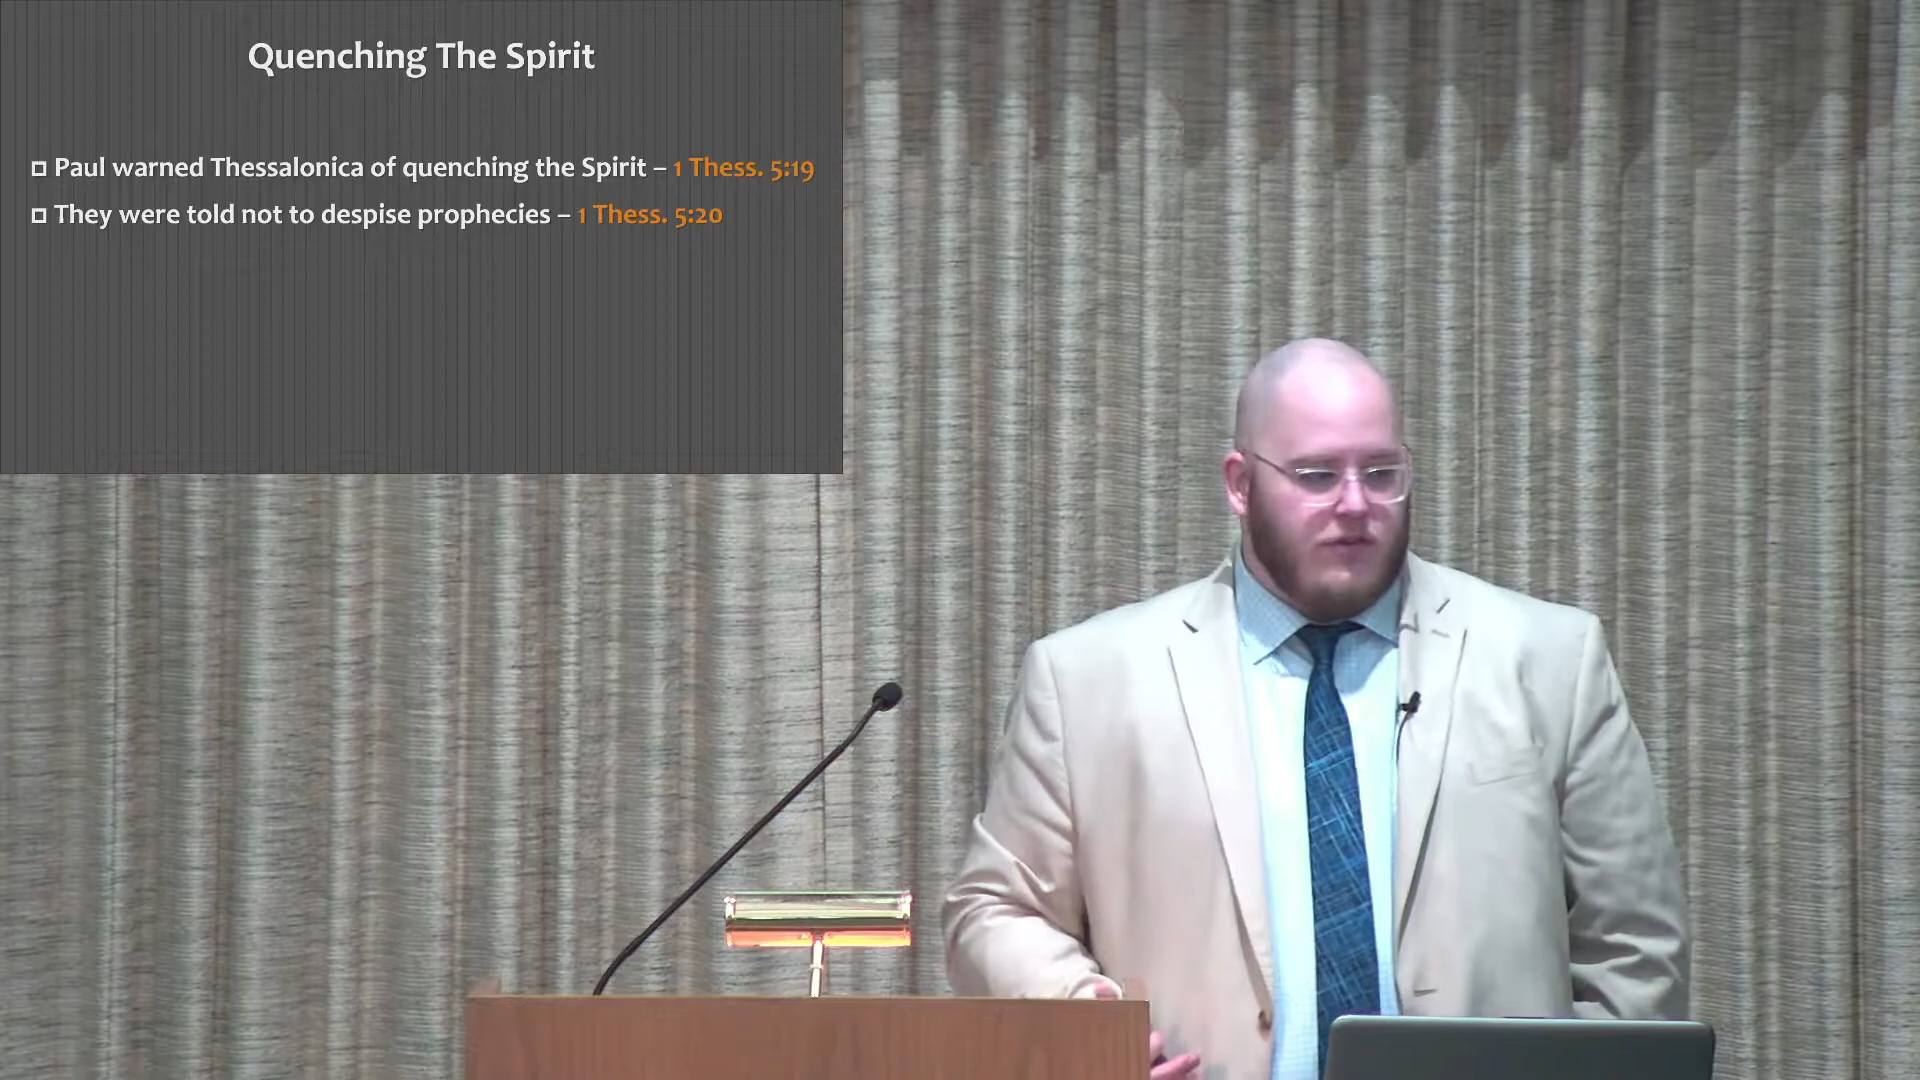 Quenching The Spirit
Paul warned Thessalonica of quenching the Spirit – 1 Thess. 5:19
They were told not to despise prophecies – 1 Thess. 5:20